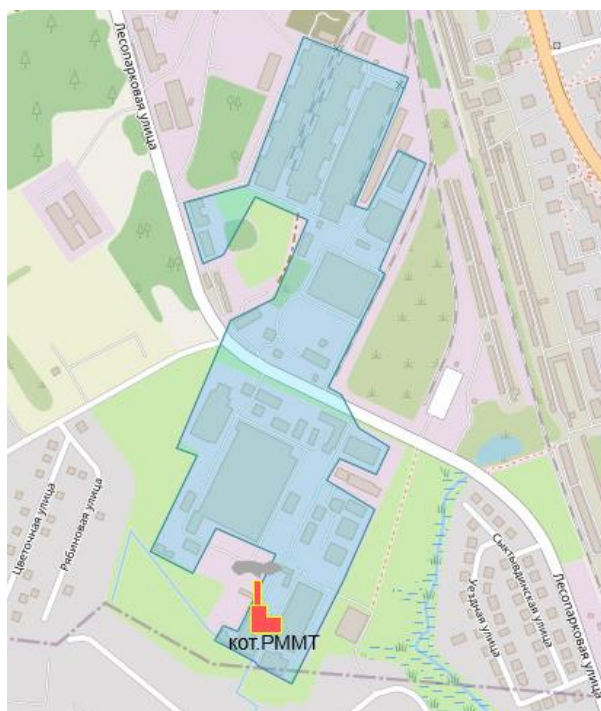 Лесопарковая улица
Цветочная улица
Рябиновая улица
кот.РММТ
Сыктывдинская улица
Уездная улица
Лесопарковая улица